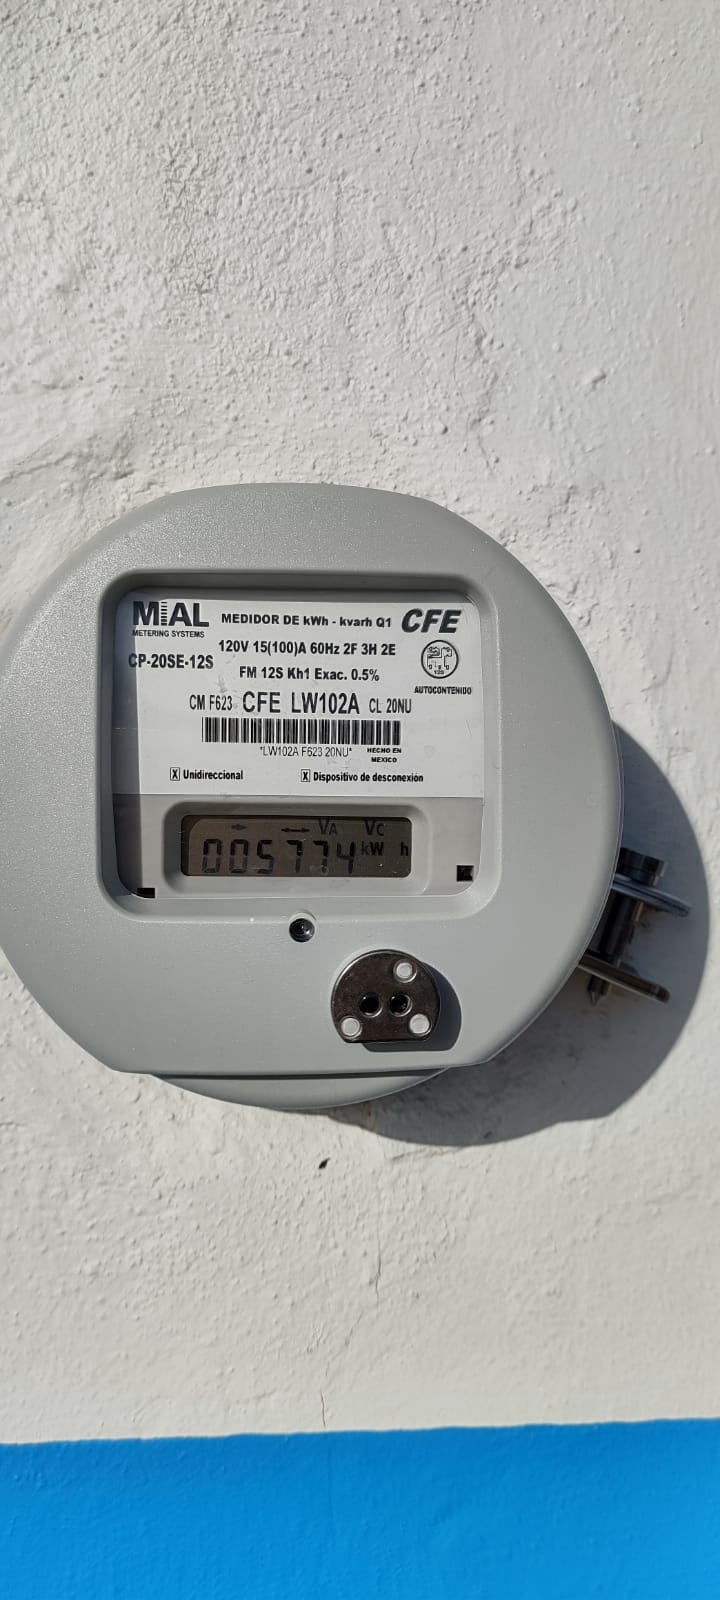 MIAL
METERING SYSTEMS
MEDIDOR DE kWh - kvarh Q1 CFE
120V 15(100)A 60Hz 2F 3H 2E
CP-20SE-12S
FM 12S Kh1 Exac. 0.5%
12S
AUTOCONTENIDO
CM F623 CFE LW102A CL 20NU
*LW102A F623 20NU*
HECHO EN
MEXICO
X Unidireccional
X Dispositivo de desconexión
VA VC
005774 kW h